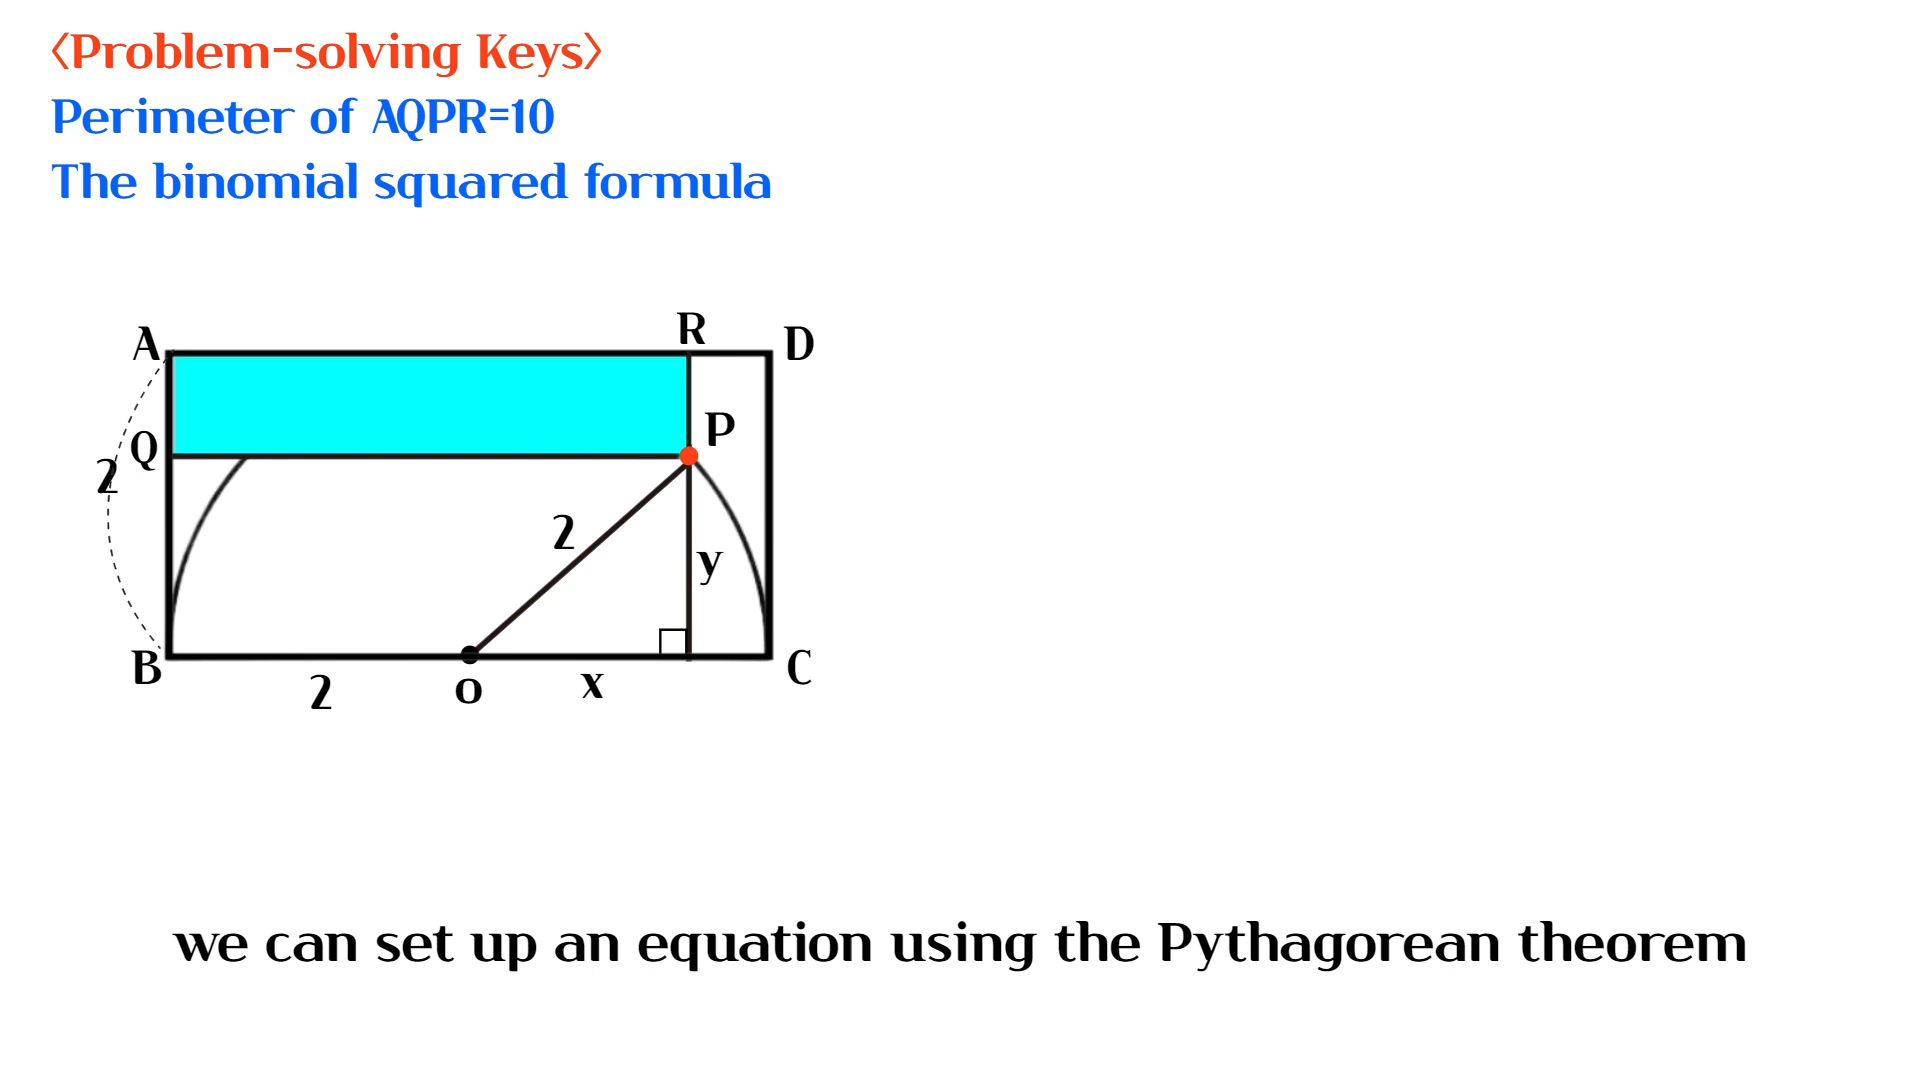 <Problem-solving Keys>
Perimeter of AQPR=10
The binomial squared formula
R
A
D
P
Q
2
2
y
B
C
2
o
x
we can set up an equation using the Pythagorean theorem